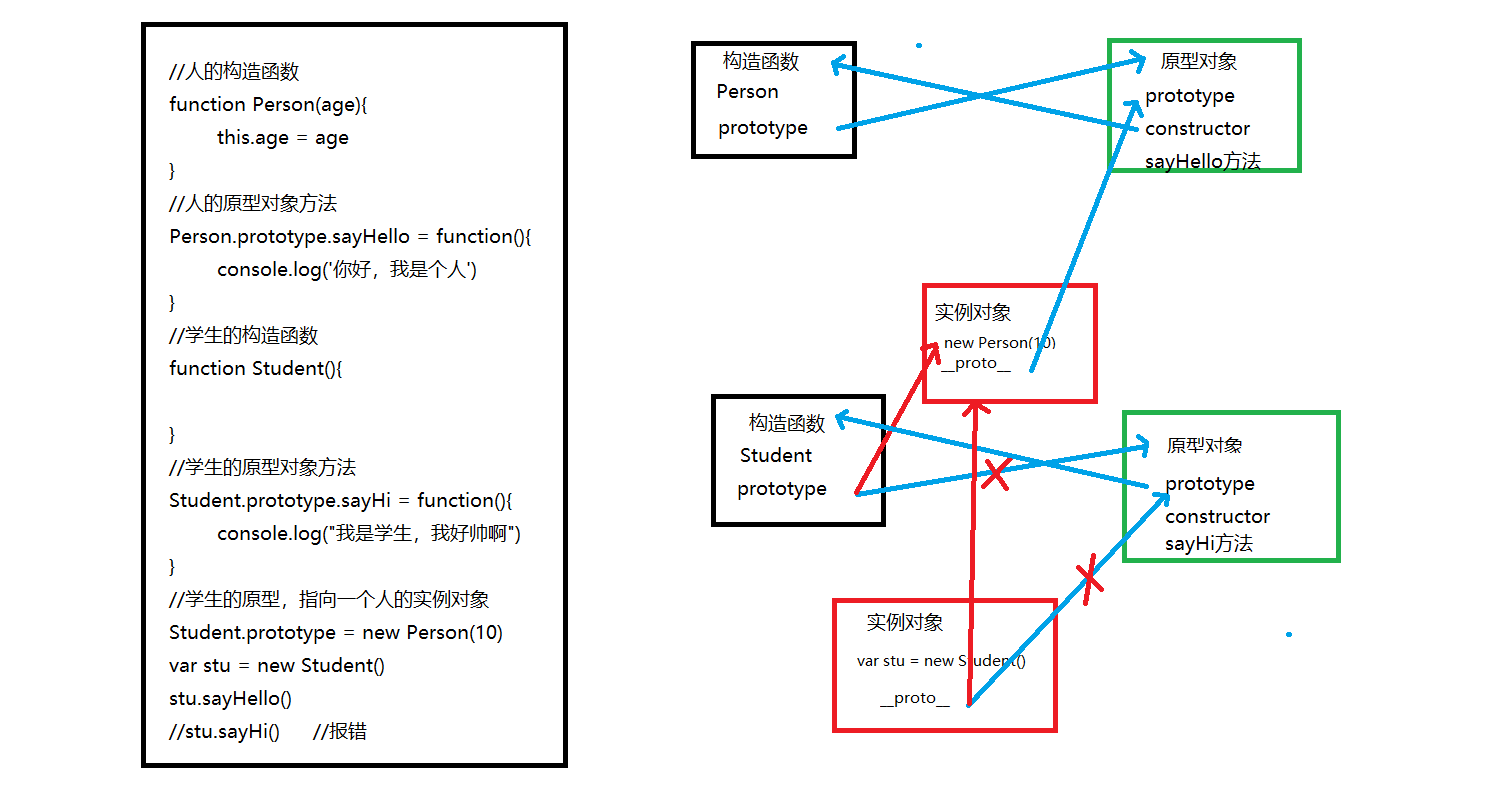 //人的构造函数
function Person(age){
this.age = age
}
//人的原型对象方法
Person.prototype.sayHello = function(){
console.log('你好，我是个人')
}
//学生的构造函数
function Student(){
}
//学生的原型对象方法
Student.prototype.sayHi = function(){
console.log("我是学生，我好帅啊")
}
//学生的原型，指向一个人的实例对象
Student.prototype = new Person(10)
var stu = new Student()
stu.sayHello()
//stu.sayHi() //报错
构造函数
Person
prototype
原型对象
prototype
constructor
sayHello方法
实例对象
new Person(10)
__proto__
构造函数
Student
prototype
原型对象
prototype
constructor
sayHi方法
实例对象
var stu = new Student()
__proto__